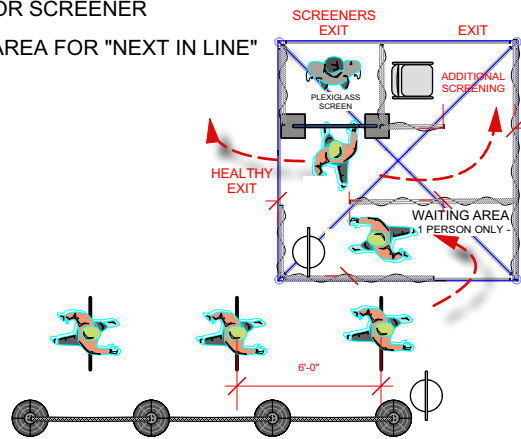 OR SCREENER
AREA FOR "NEXT IN LINE"
SCREENERS
EXIT
EXIT
PLEXIGLASS
SCREEN
ADDITIONAL
SCREENING
HEALTHY
EXIT
WAITING AREA
1 PERSON ONLY -
6'-0"